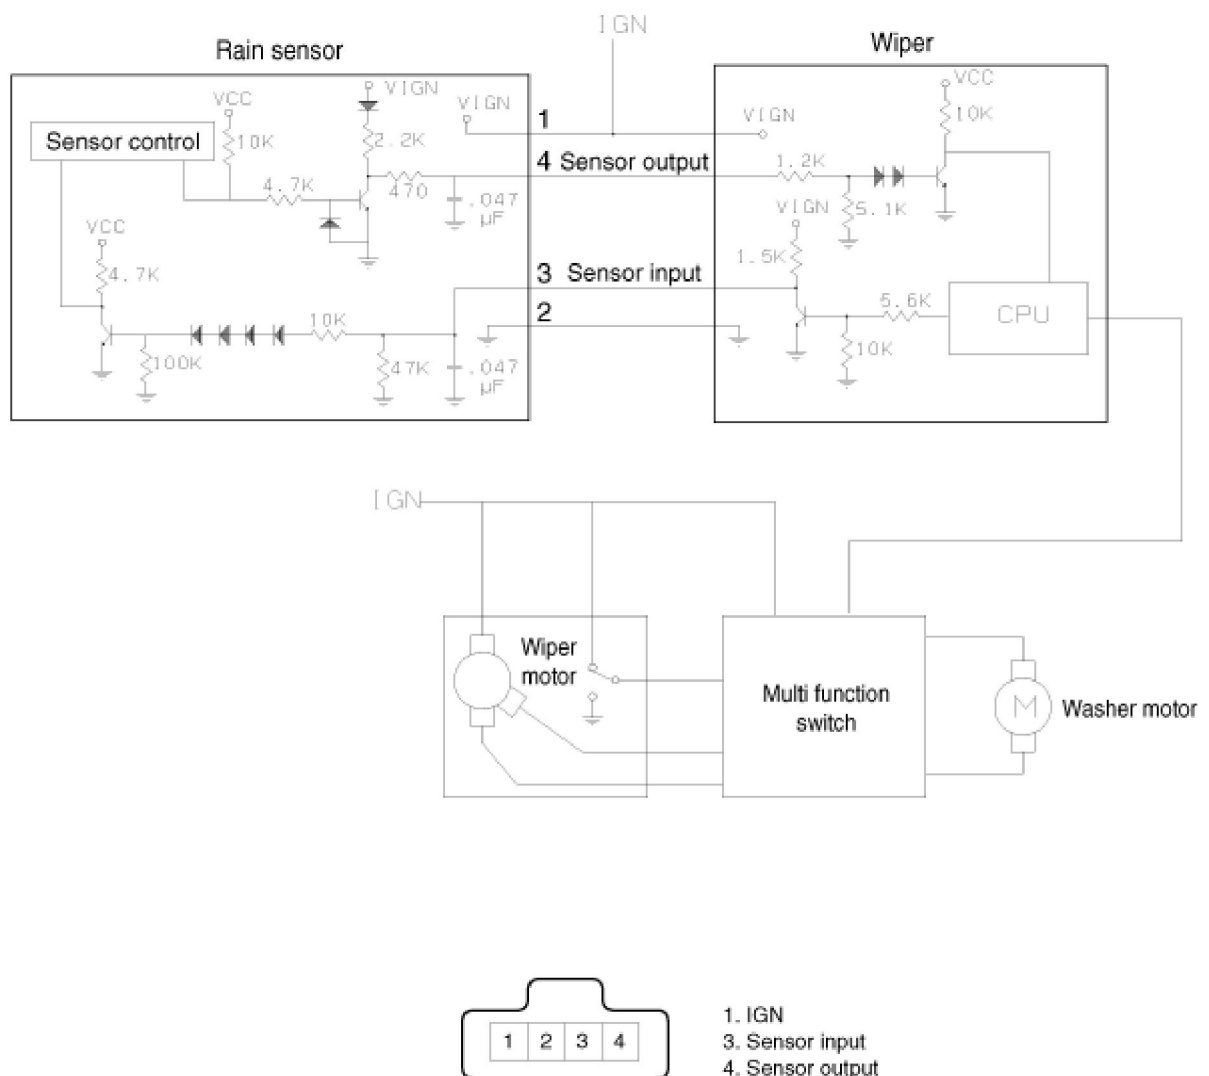 IGN
Rain sensor
Wiper
VIGN
VCC
VIGN
1
VIGN
VCC
Sensor control
10K
2.2K
10K
4 Sensor output
1.2K
4.7K
470
.047
µF
VIGN
5.1K
VCC
1.5K
4.7K
3 Sensor input
2
5.6K
CPU
10K
10K
100K
47K
.047
µF
IGN
Wiper
motor
Multi function
switch
M
Washer motor
1 2 3 4
1. IGN
3. Sensor input
4. Sensor output